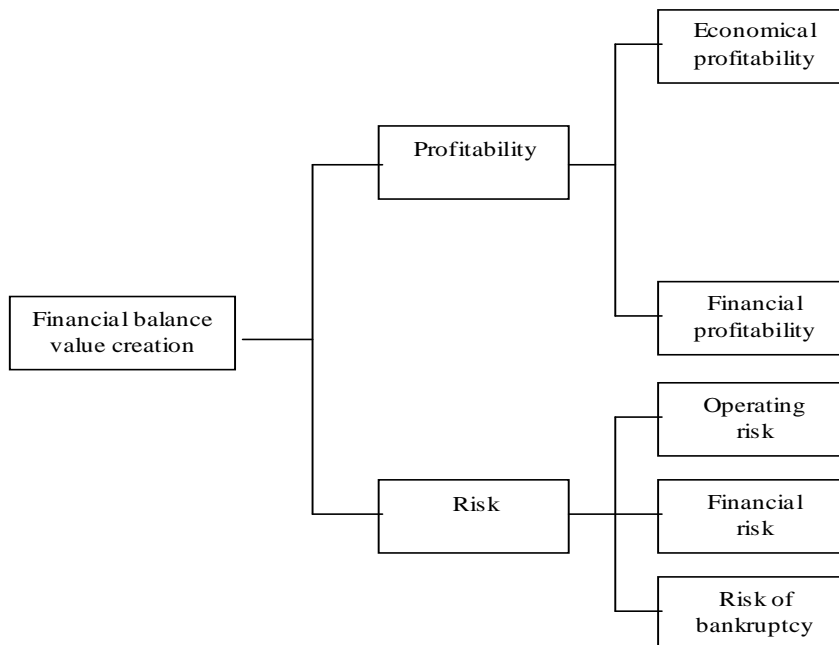 Economical
profitability
Profitability
Financial
profitability
Financial balance
value creation
Operating
risk
Risk
Financial
risk
Risk of
bankruptcy